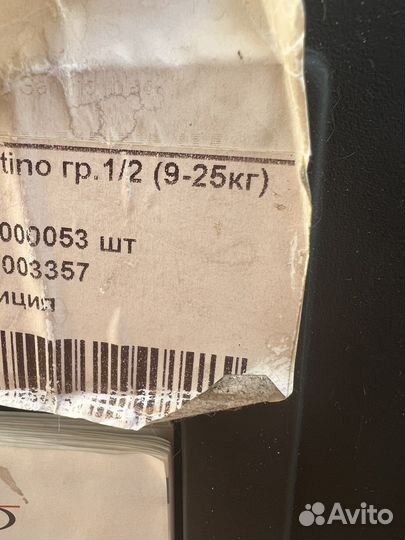 tino гр.1/2 (9-25кг)
000053 шт
003357
иция
Avito